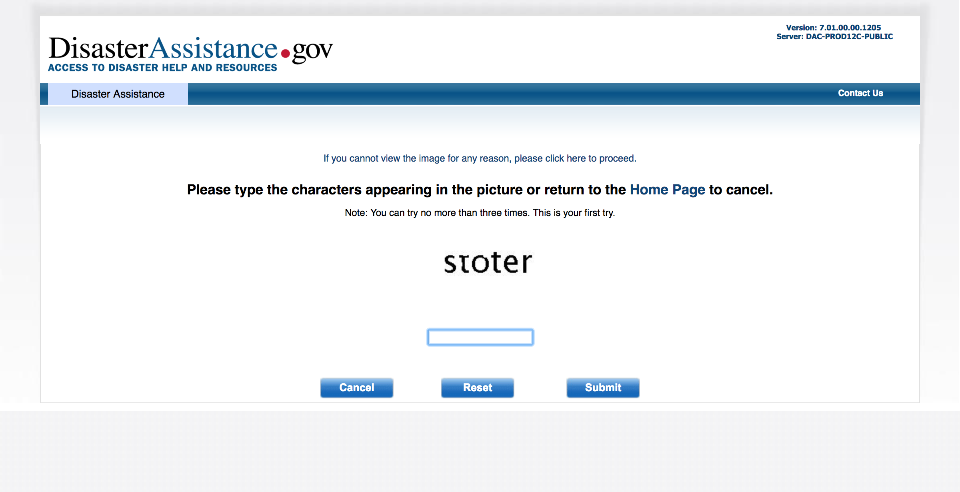 Version: 7.01.00.00.1205
Server: DAC-PROD12C-PUBLIC
DisasterAssistance.gov
ACCESS TO DISASTER HELP AND RESOURCES
Disaster Assistance Contact Us
If you cannot view the image for any reason, please click here to proceed.
Please type the characters appearing in the picture or return to the Home Page to cancel.
Note: You can try no more than three times. This is your first try.
Cancel Reset Submit